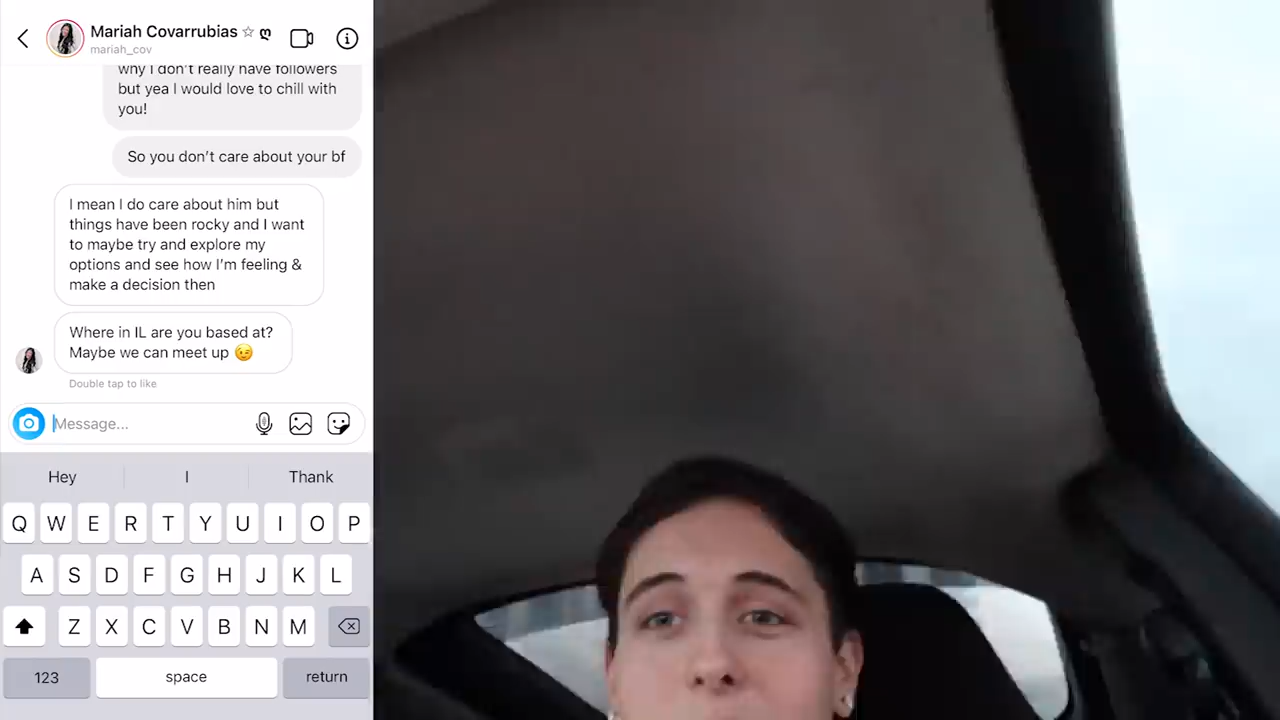 Mariah Covarrubias ☆ ღ
mariah_cov
why I don't really have followers
but yea I would love to chill with
you!
So you don't care about your bf
I mean I do care about him but
things have been rocky and I want
to maybe try and explore my
options and see how I'm feeling &
make a decision then
Where in IL are you based at?
Maybe we can meet up 😉
Double tap to like
Message...
Hey I Thank
Q W E R T Y U I O P
A S D F G H J K L
Z X C V B N M
123 space return